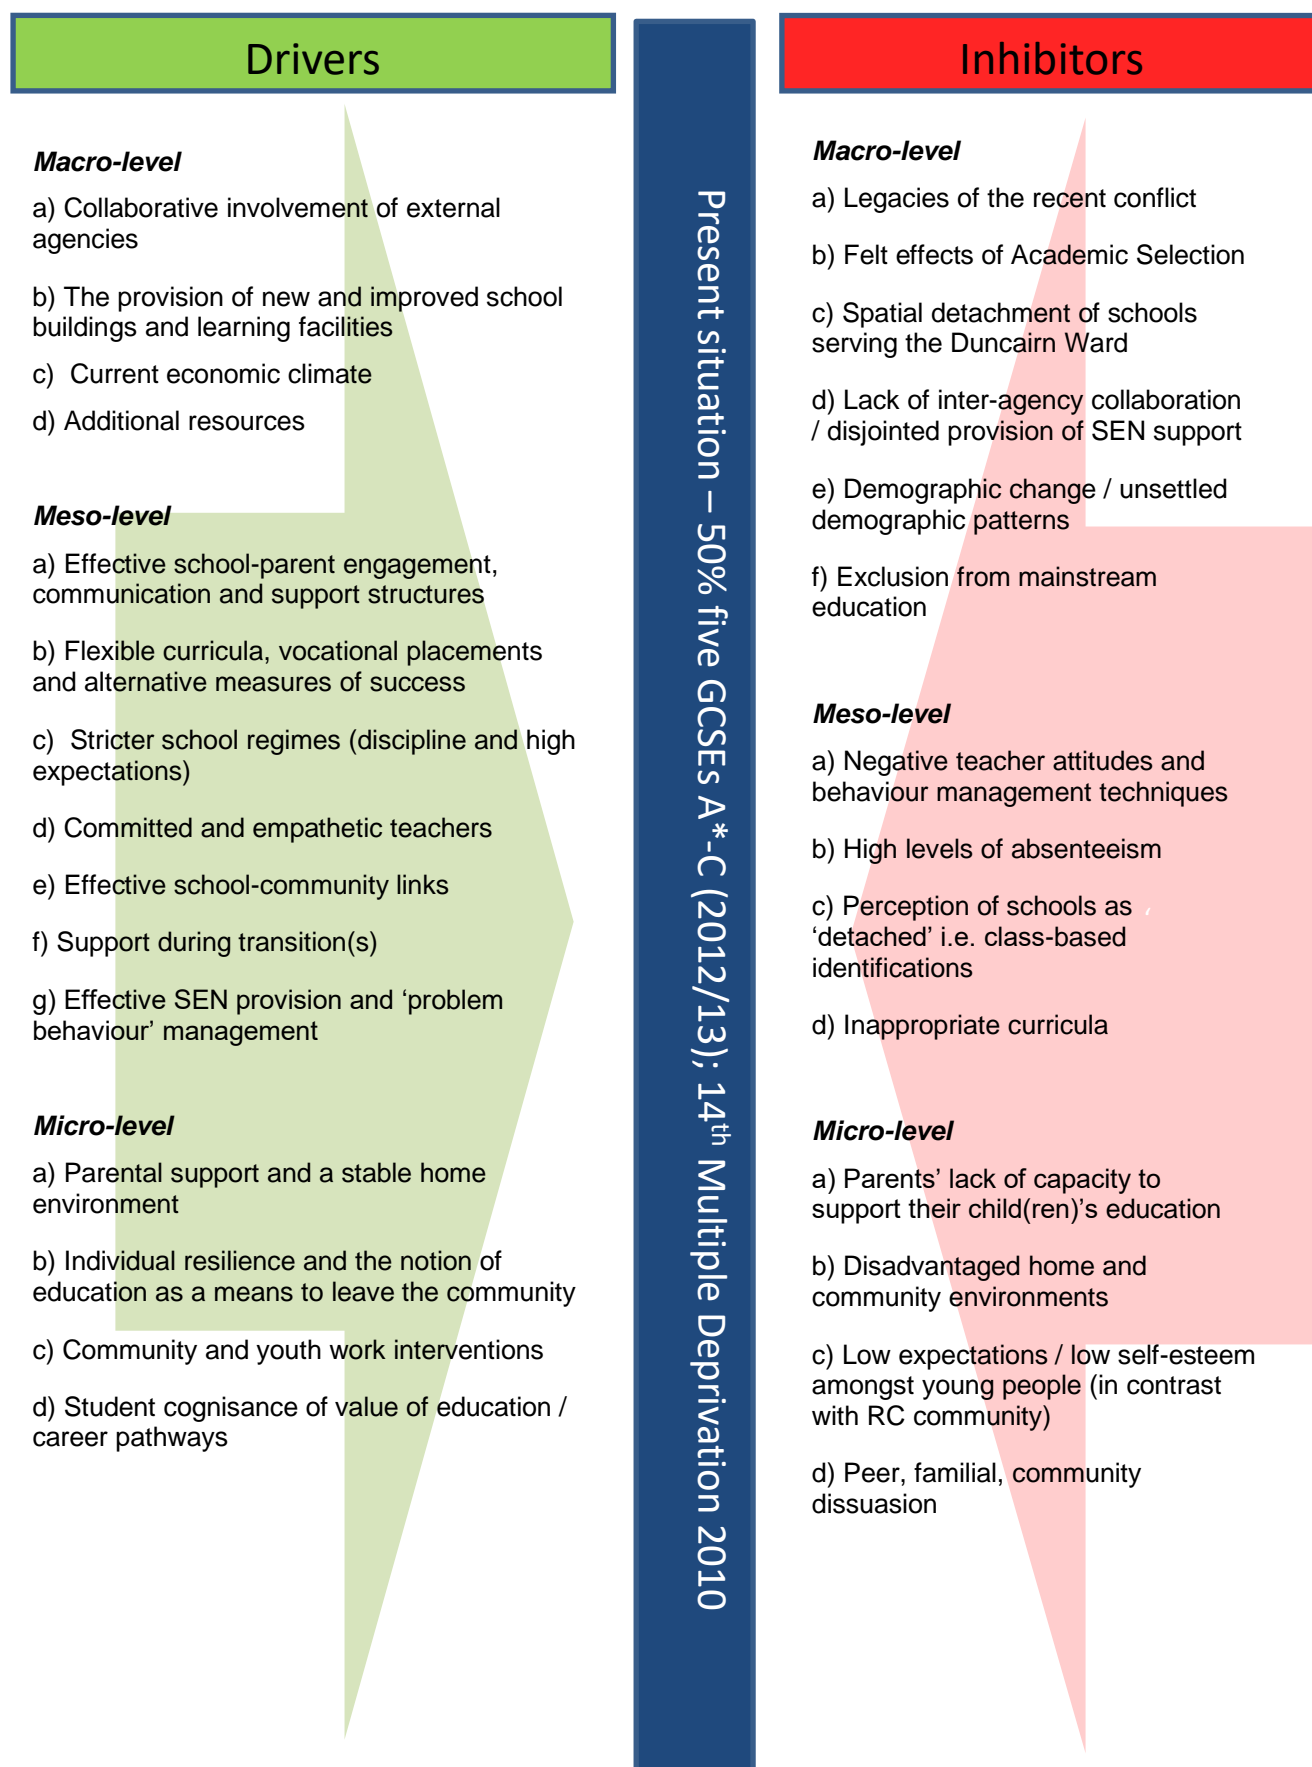 Drivers
Macro-level
a) Collaborative involvement of external
agencies
b) The provision of new and improved school
buildings and learning facilities
c) Current economic climate
d) Additional resources
Meso-level
a) Effective school-parent engagement,
communication and support structures
b) Flexible curricula, vocational placements
and alternative measures of success
c) Stricter school regimes (discipline and high
expectations)
d) Committed and empathetic teachers
e) Effective school-community links
f) Support during transition(s)
g) Effective SEN provision and ‘problem
behaviour’ management
Micro-level
a) Parental support and a stable home
environment
b) Individual resilience and the notion of
education as a means to leave the community
c) Community and youth work interventions
d) Student cognisance of value of education /
career pathways
Present situation – 50% five GCSEs A*-C (2012/13); 14th Multiple Deprivation 2010
Inhibitors
Macro-level
a) Legacies of the recent conflict
b) Felt effects of Academic Selection
c) Spatial detachment of schools
serving the Duncairn Ward
d) Lack of inter-agency collaboration
/ disjointed provision of SEN support
e) Demographic change / unsettled
demographic patterns
f) Exclusion from mainstream
education
Meso-level
a) Negative teacher attitudes and
behaviour management techniques
b) High levels of absenteeism
c) Perception of schools as ‘
‘detached’ i.e. class-based
identifications
d) Inappropriate curricula
Micro-level
a) Parents’ lack of capacity to
support their child(ren)’s education
b) Disadvantaged home and
community environments
c) Low expectations / low self-esteem
amongst young people (in contrast
with RC community)
d) Peer, familial, community
dissuasion